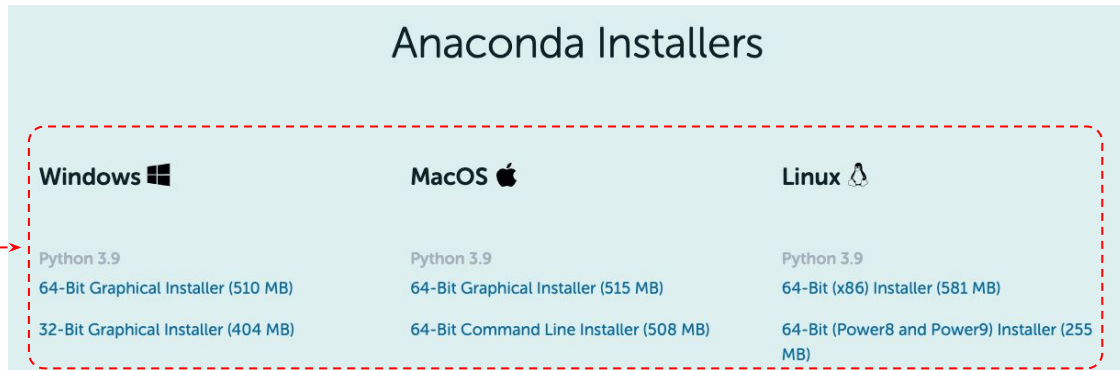 Anaconda Installers
Windows
Python 3.9
64-Bit Graphical Installer (510 MB)
32-Bit Graphical Installer (404 MB)
MacOS
Python 3.9
64-Bit Graphical Installer (515 MB)
64-Bit Command Line Installer (508 MB)
Linux
Python 3.9
64-Bit (x86) Installer (581 MB)
64-Bit (Power8 and Power9) Installer (255
MB)